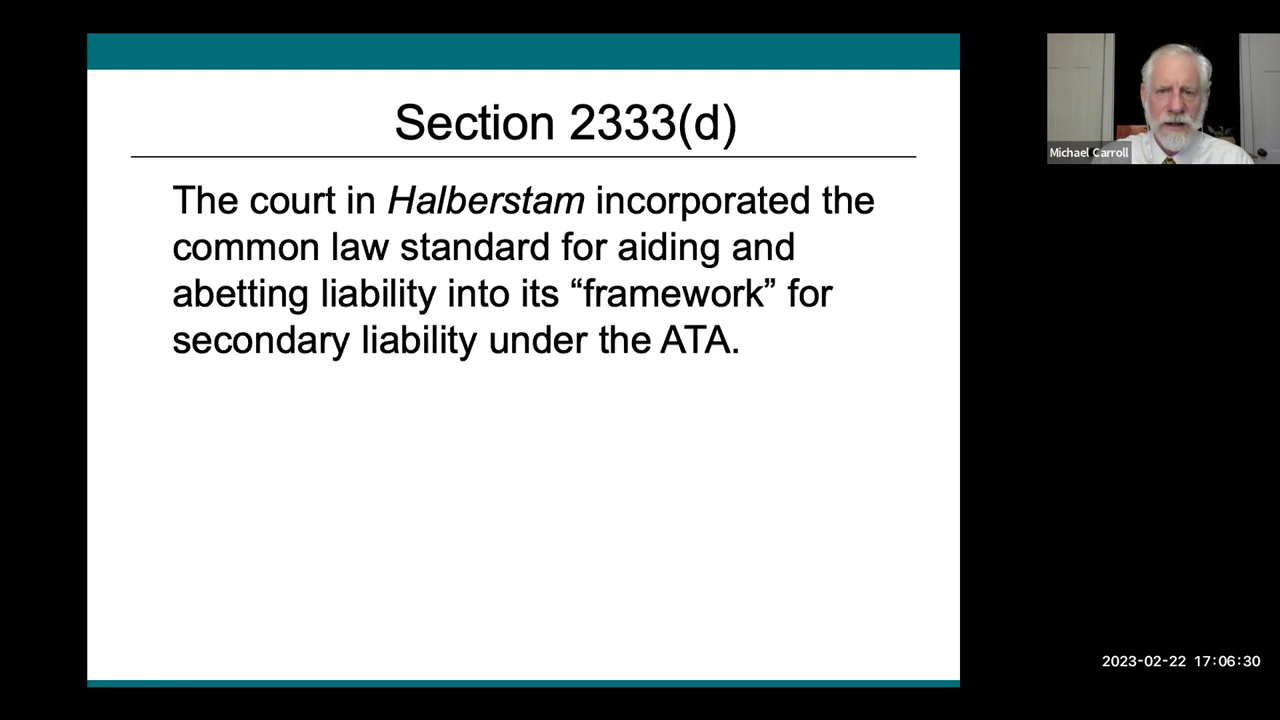 Section 2333(d)
The court in Halberstam incorporated the
common law standard for aiding and
abetting liability into its “framework” for
secondary liability under the ATA.
Michael Carroll
2023-02-22 17:06:30